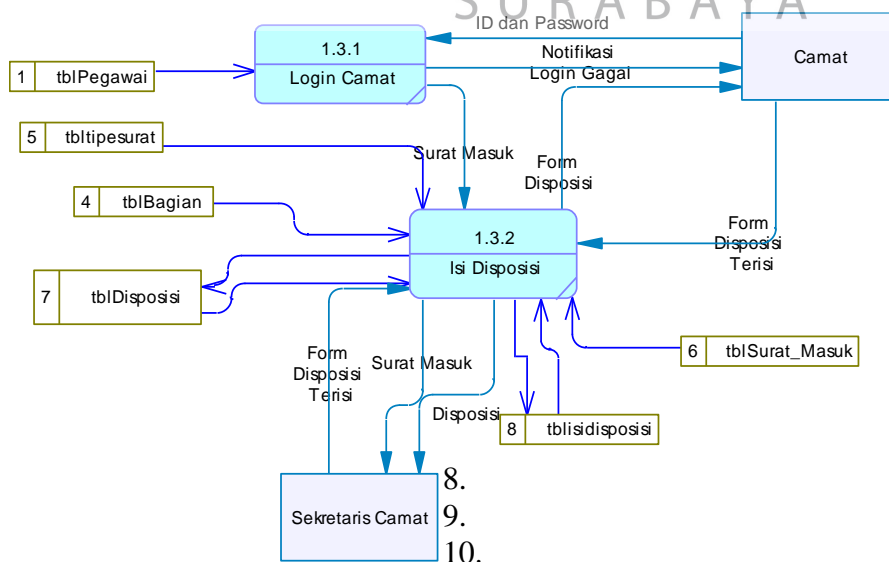 SURABAYA
ID dan Password
1.3.1
Login Camat
Notifikasi
Login Gagal
Camat
1 tblPegawai
5 tbltipesurat
Surat Masuk
Form
Disposisi
4 tblBagian
1.3.2
Isi Disposisi
Form
Disposisi
Terisi
7 tblDisposisi
6 tblSurat_Masuk
Form
Disposisi
Terisi
Surat Masuk
Disposisi
8 tblisidisposisi
Sekretaris Camat
8.
9.
10.